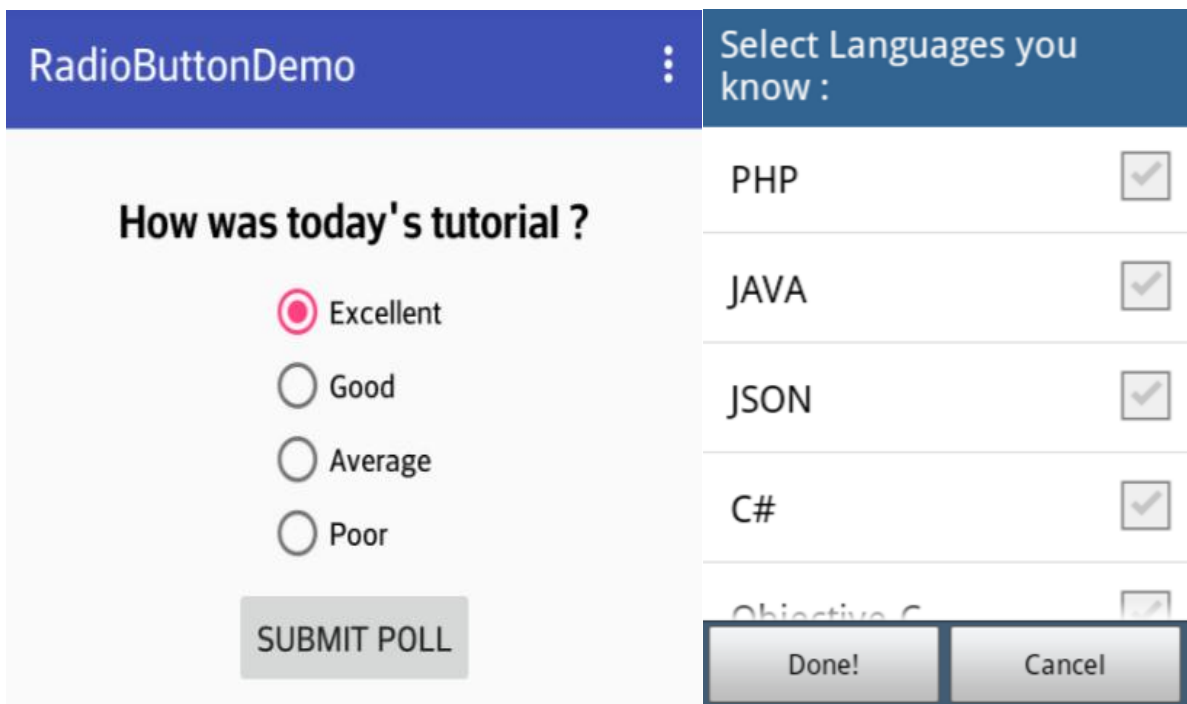 RadioButtonDemo
How was today's tutorial ?
Excellent
Good
Average
Poor
SUBMIT POLL
Select Languages you
know :
PHP
JAVA
JSON
C#
Objective C
Done!
Cancel